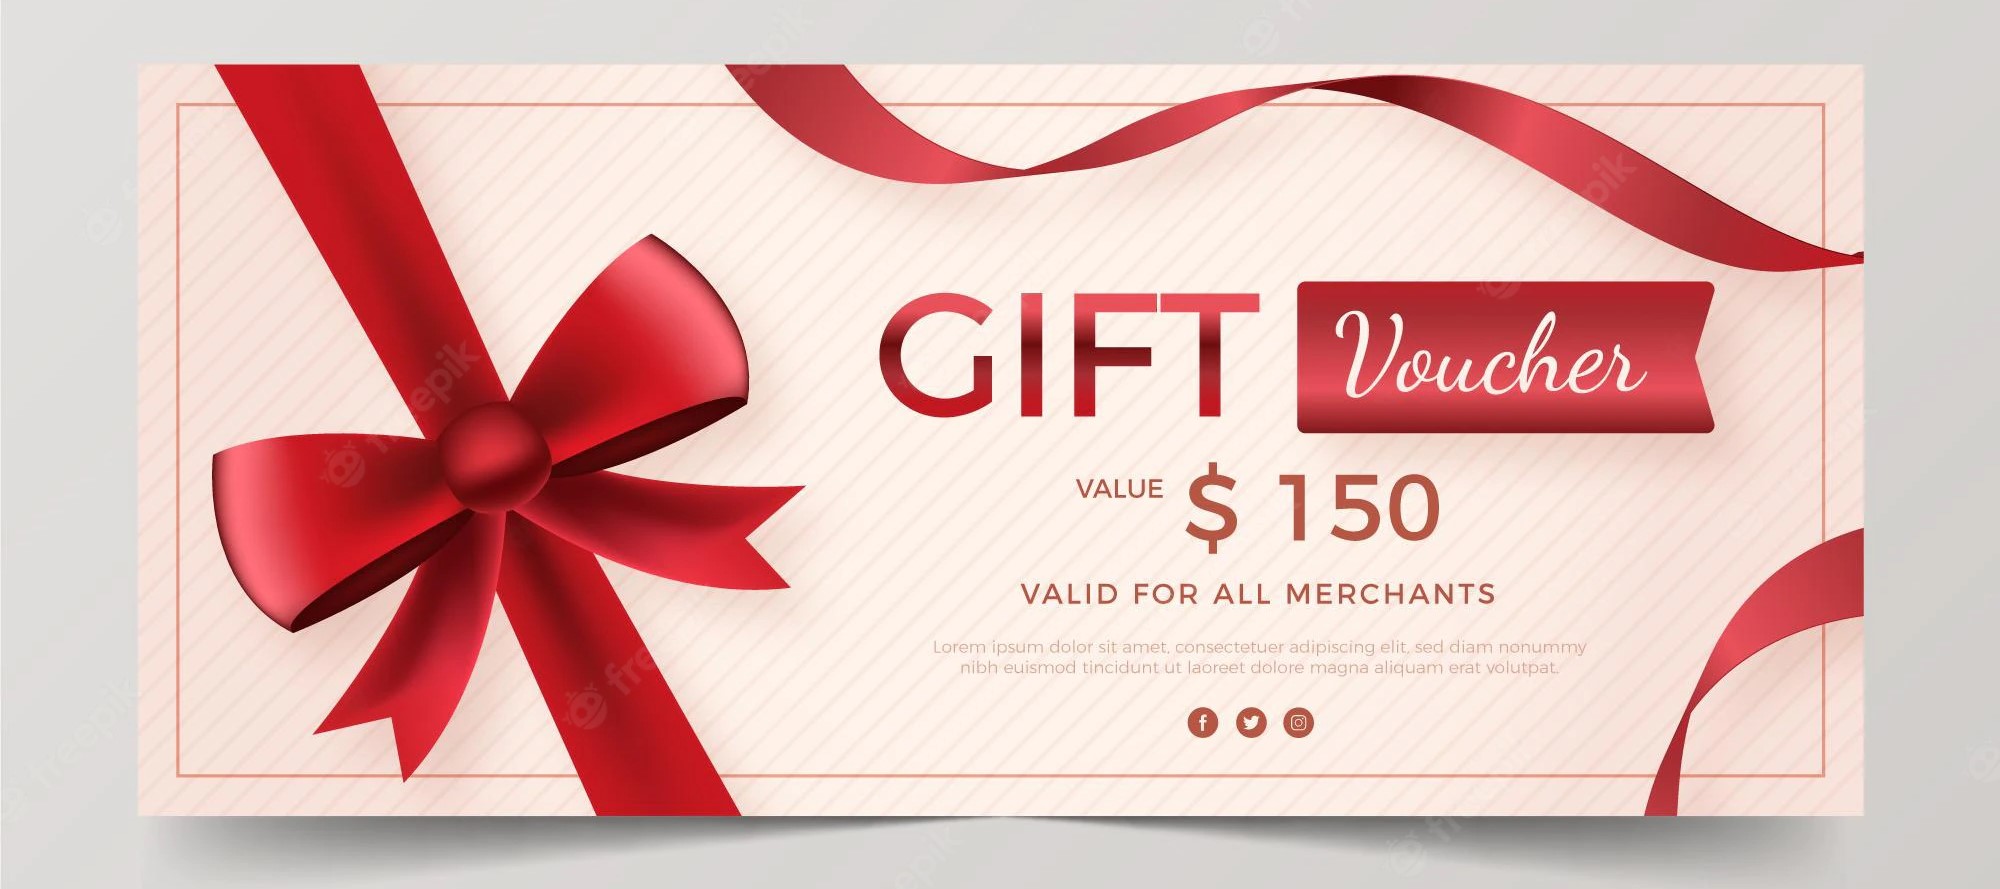 GIFT Voucher
VALUE $ 150
VALID FOR ALL MERCHANTS
Lorem ipsum dolor sit amet, consectetuer adipiscing elit, sed diam nonummy
nibh euismod tincidunt ut laoreet dolore magna aliquam erat volutpat.
freepik